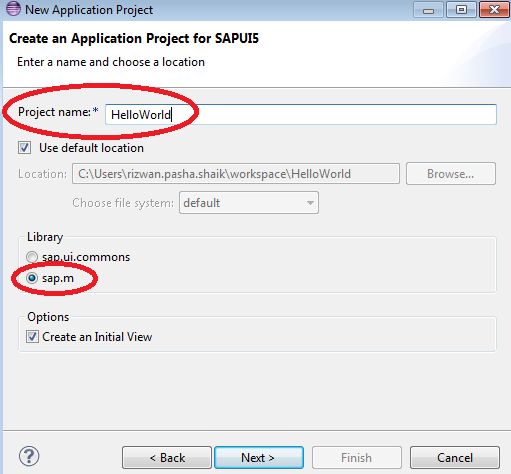 New Application Project
Create an Application Project for SAPUI5
Enter a name and choose a location
Project name:* HelloWorld
Use default location
Location: C:\Users\rizwan.pasha.shaik\workspace\HelloWorld Browse...
Choose file system: default
Library
sap.ui.commons
sap.m
Options
Create an Initial View
? < Back Next > Finish Cancel